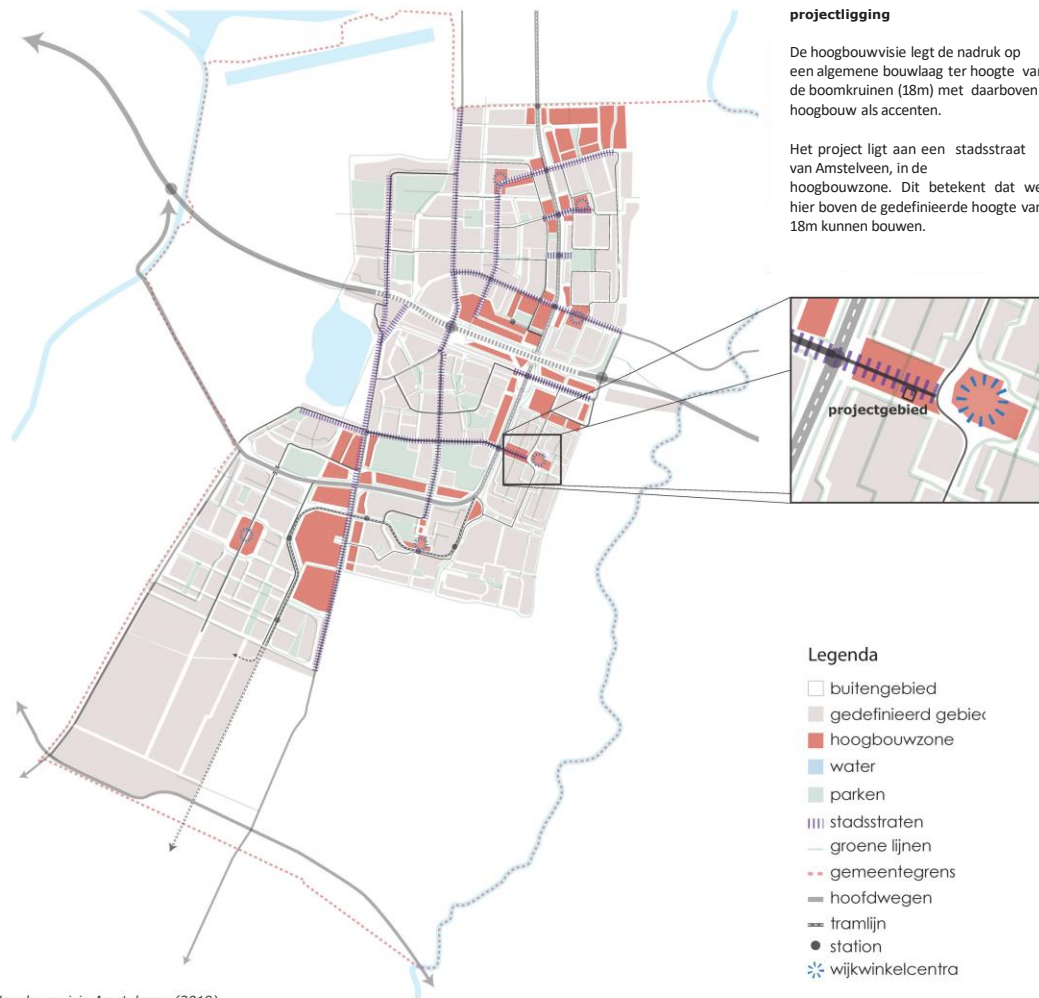 projectligging
De hoogbouwvisie legt de nadruk op
een algemene bouwlaag ter hoogte van
de boomkruinen (18m) met daarboven
hoogbouw als accenten.
Het project ligt aan een stadsstraat
van Amstelveen, in de
hoogbouwzone. Dit betekent dat we
hier boven de gedefinieerde hoogte van
18m kunnen bouwen.
projectgebied
Legenda
buitengebied
gedefinieerd gebied
hoogbouwzone
water
parken
stadsstraten
groene lijnen
gemeentegrens
hoofdwegen
tramlijn
station
wijkwinkelcentra